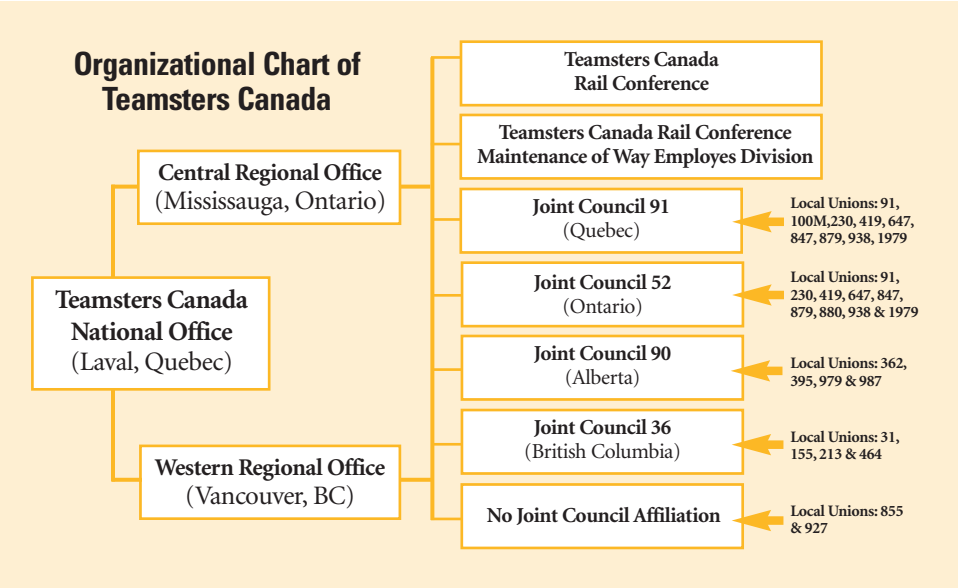 Organizational Chart of
Teamsters Canada
Teamsters Canada
National Office
(Laval, Quebec)
Central Regional Office
(Mississauga, Ontario)
Western Regional Office
(Vancouver, BC)
Teamsters Canada
Rail Conference
Teamsters Canada Rail Conference
Maintenance of Way Employes Division
Joint Council 91
(Quebec)
Local Unions: 91,
100M,230, 419, 647,
847, 879, 938, 1979
Joint Council 52
(Ontario)
Local Unions: 91,
230, 419, 647, 847,
879, 880, 938 & 1979
Joint Council 90
(Alberta)
Local Unions: 362,
395, 979 & 987
Joint Council 36
(British Columbia)
Local Unions: 31,
155, 213 & 464
No Joint Council Affiliation
Local Unions: 855
& 927